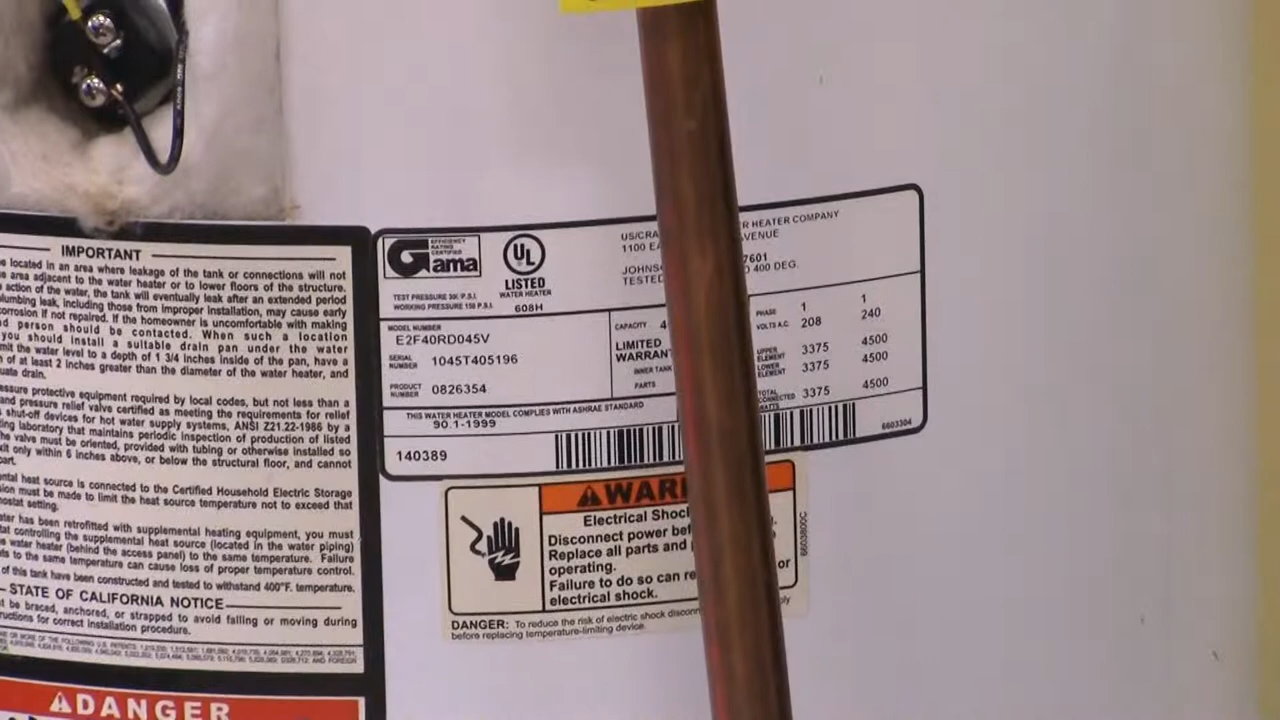 IMPORTANT
located in an area where leakage of the tank or connections will not
area adjacent to the water heater or to lower floors of the structure.
action of the water, the tank will eventually leak after an extended period
plumbing leak, including those from improper installation, may cause early
corrosion if not repaired. If the homeowner is uncomfortable with making
person should be contacted. When such a location
you should install a suitable drain pan under the water
limit the water level to a depth of 1 3/4 inches inside of the pan, have a
of at least 2 inches greater than the diameter of the water heater, and
drain.
pressure protective equipment required by local codes, but not less than a
and pressure relief valve certified as meeting the requirements for relief
shut-off devices for hot water supply systems, ANSI Z21.22-1986 by a
laboratory that maintains periodic inspection of production of listed
valve must be oriented, provided with tubing or otherwise installed so
exit only within 6 inches above, or below the structural floor, and cannot
part.
heat source is connected to the Certified Household Electric Storage
must be made to limit the heat source temperature not to exceed that
setting.
has been retrofitted with supplemental heating equipment, you must
controlling the supplemental heat source (located in the water piping)
water heater (behind the access panel) to the same temperature. Failure
to the same temperature can cause loss of proper temperature control.
of this tank have been constructed and tested to withstand 400°F. temperature.
STATE OF CALIFORNIA NOTICE
be braced, anchored, or strapped to avoid falling or moving during
for correct installation procedure.
DANGER
Gama
EFFICIENCY
RATING
CERTIFIED
UL
LISTED
WATER HEATER
608H
TEST PRESSURE 300 P.S.I.
WORKING PRESSURE 150 P.S.I.
US/CRA R HEATER COMPANY
1100 EA VENUE
JOHNS 7601
TESTED 400 DEG.
MODEL NUMBER
E2F40RD045V
SERIAL NUMBER 1045T405196
PRODUCT NUMBER 0826354
CAPACITY 4
LIMITED
WARRAN
INNER TANK
PARTS
PHASE 1 1
VOLTS A.C. 208 240
UPPER ELEMENT 3375 4500
LOWER ELEMENT 3375 4500
TOTAL CONNECTED WATTS 3375 4500
THIS WATER HEATER MODEL COMPLIES WITH ASHRAE STANDARD
90.1-1999
140389
6603304
WAR
Electrical Shoc
Disconnect power bef
Replace all parts and
operating.
Failure to do so can re or
electrical shock.
6603800C
DANGER: To reduce the risk of electric shock disconn ply
before replacing temperature-limiting device.